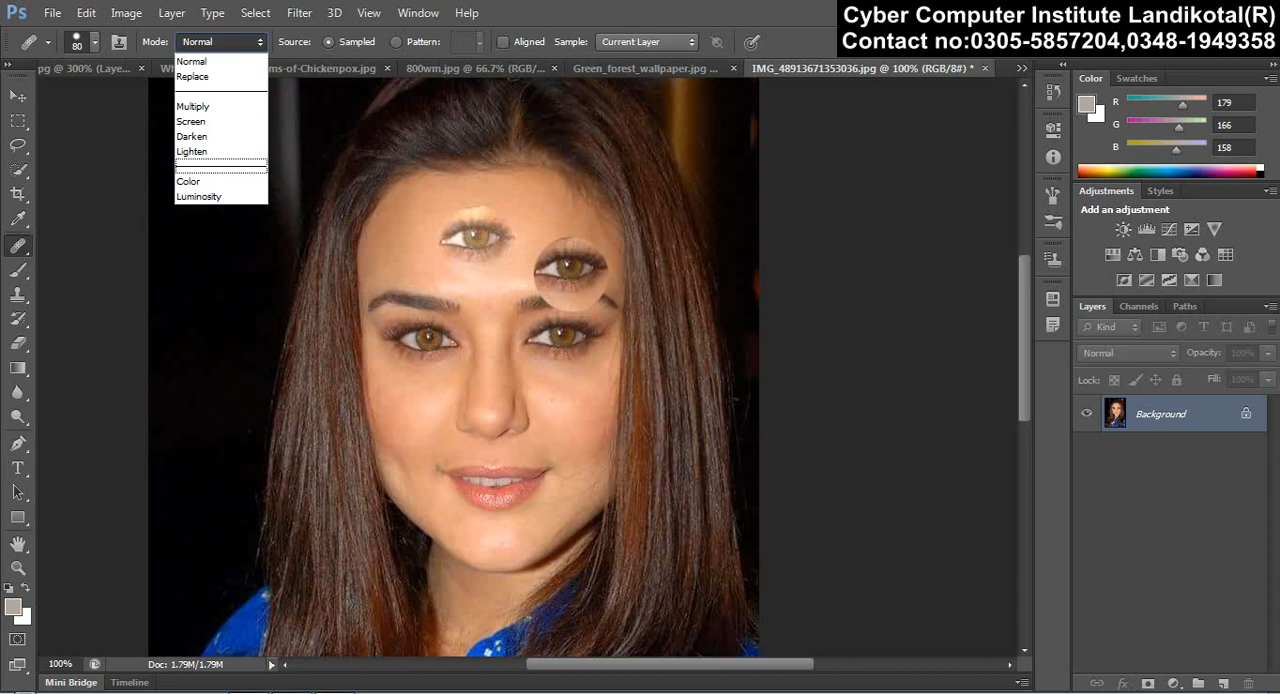 Ps File Edit Image Layer Type Select Filter 3D View Window Help
Cyber Computer Institute Landikotal(R)
Contact no:0305-5857204,0348-1949358
80 Mode: Normal Source: Sampled Pattern: Aligned Sample: Current Layer
pg @ 300% (Laye... × ms-of-Chickenpox.jpg × 800wm.jpg @ 66.7% (RGB/... × Green_forest_wallpaper.jpg ... × IMG_48913671353036.jpg @ 100% (RGB/8#) * ×
Normal
Replace
Multiply
Screen
Darken
Lighten
Color
Luminosity
Color Swatches
R 179
G 166
B 158
Adjustments Styles
Add an adjustment
Layers Channels Paths
Kind
Normal Opacity: 100%
Lock: Fill: 100%
Background
100% Doc: 1.79M/1.79M
Mini Bridge Timeline